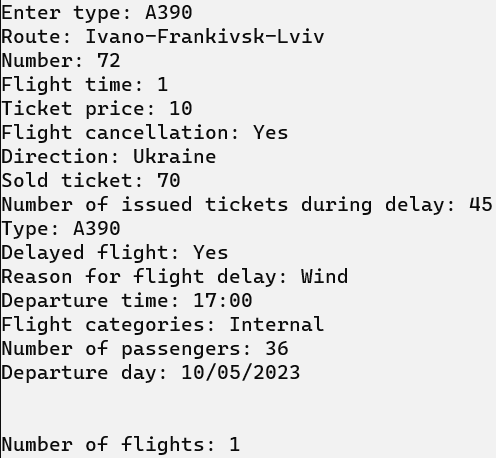 Enter type: A390
Route: Ivano-Frankivsk-Lviv
Number: 72
Flight time: 1
Ticket price: 10
Flight cancellation: Yes
Direction: Ukraine
Sold ticket: 70
Number of issued tickets during delay: 45
Type: A390
Delayed flight: Yes
Reason for flight delay: Wind
Departure time: 17:00
Flight categories: Internal
Number of passengers: 36
Departure day: 10/05/2023
Number of flights: 1